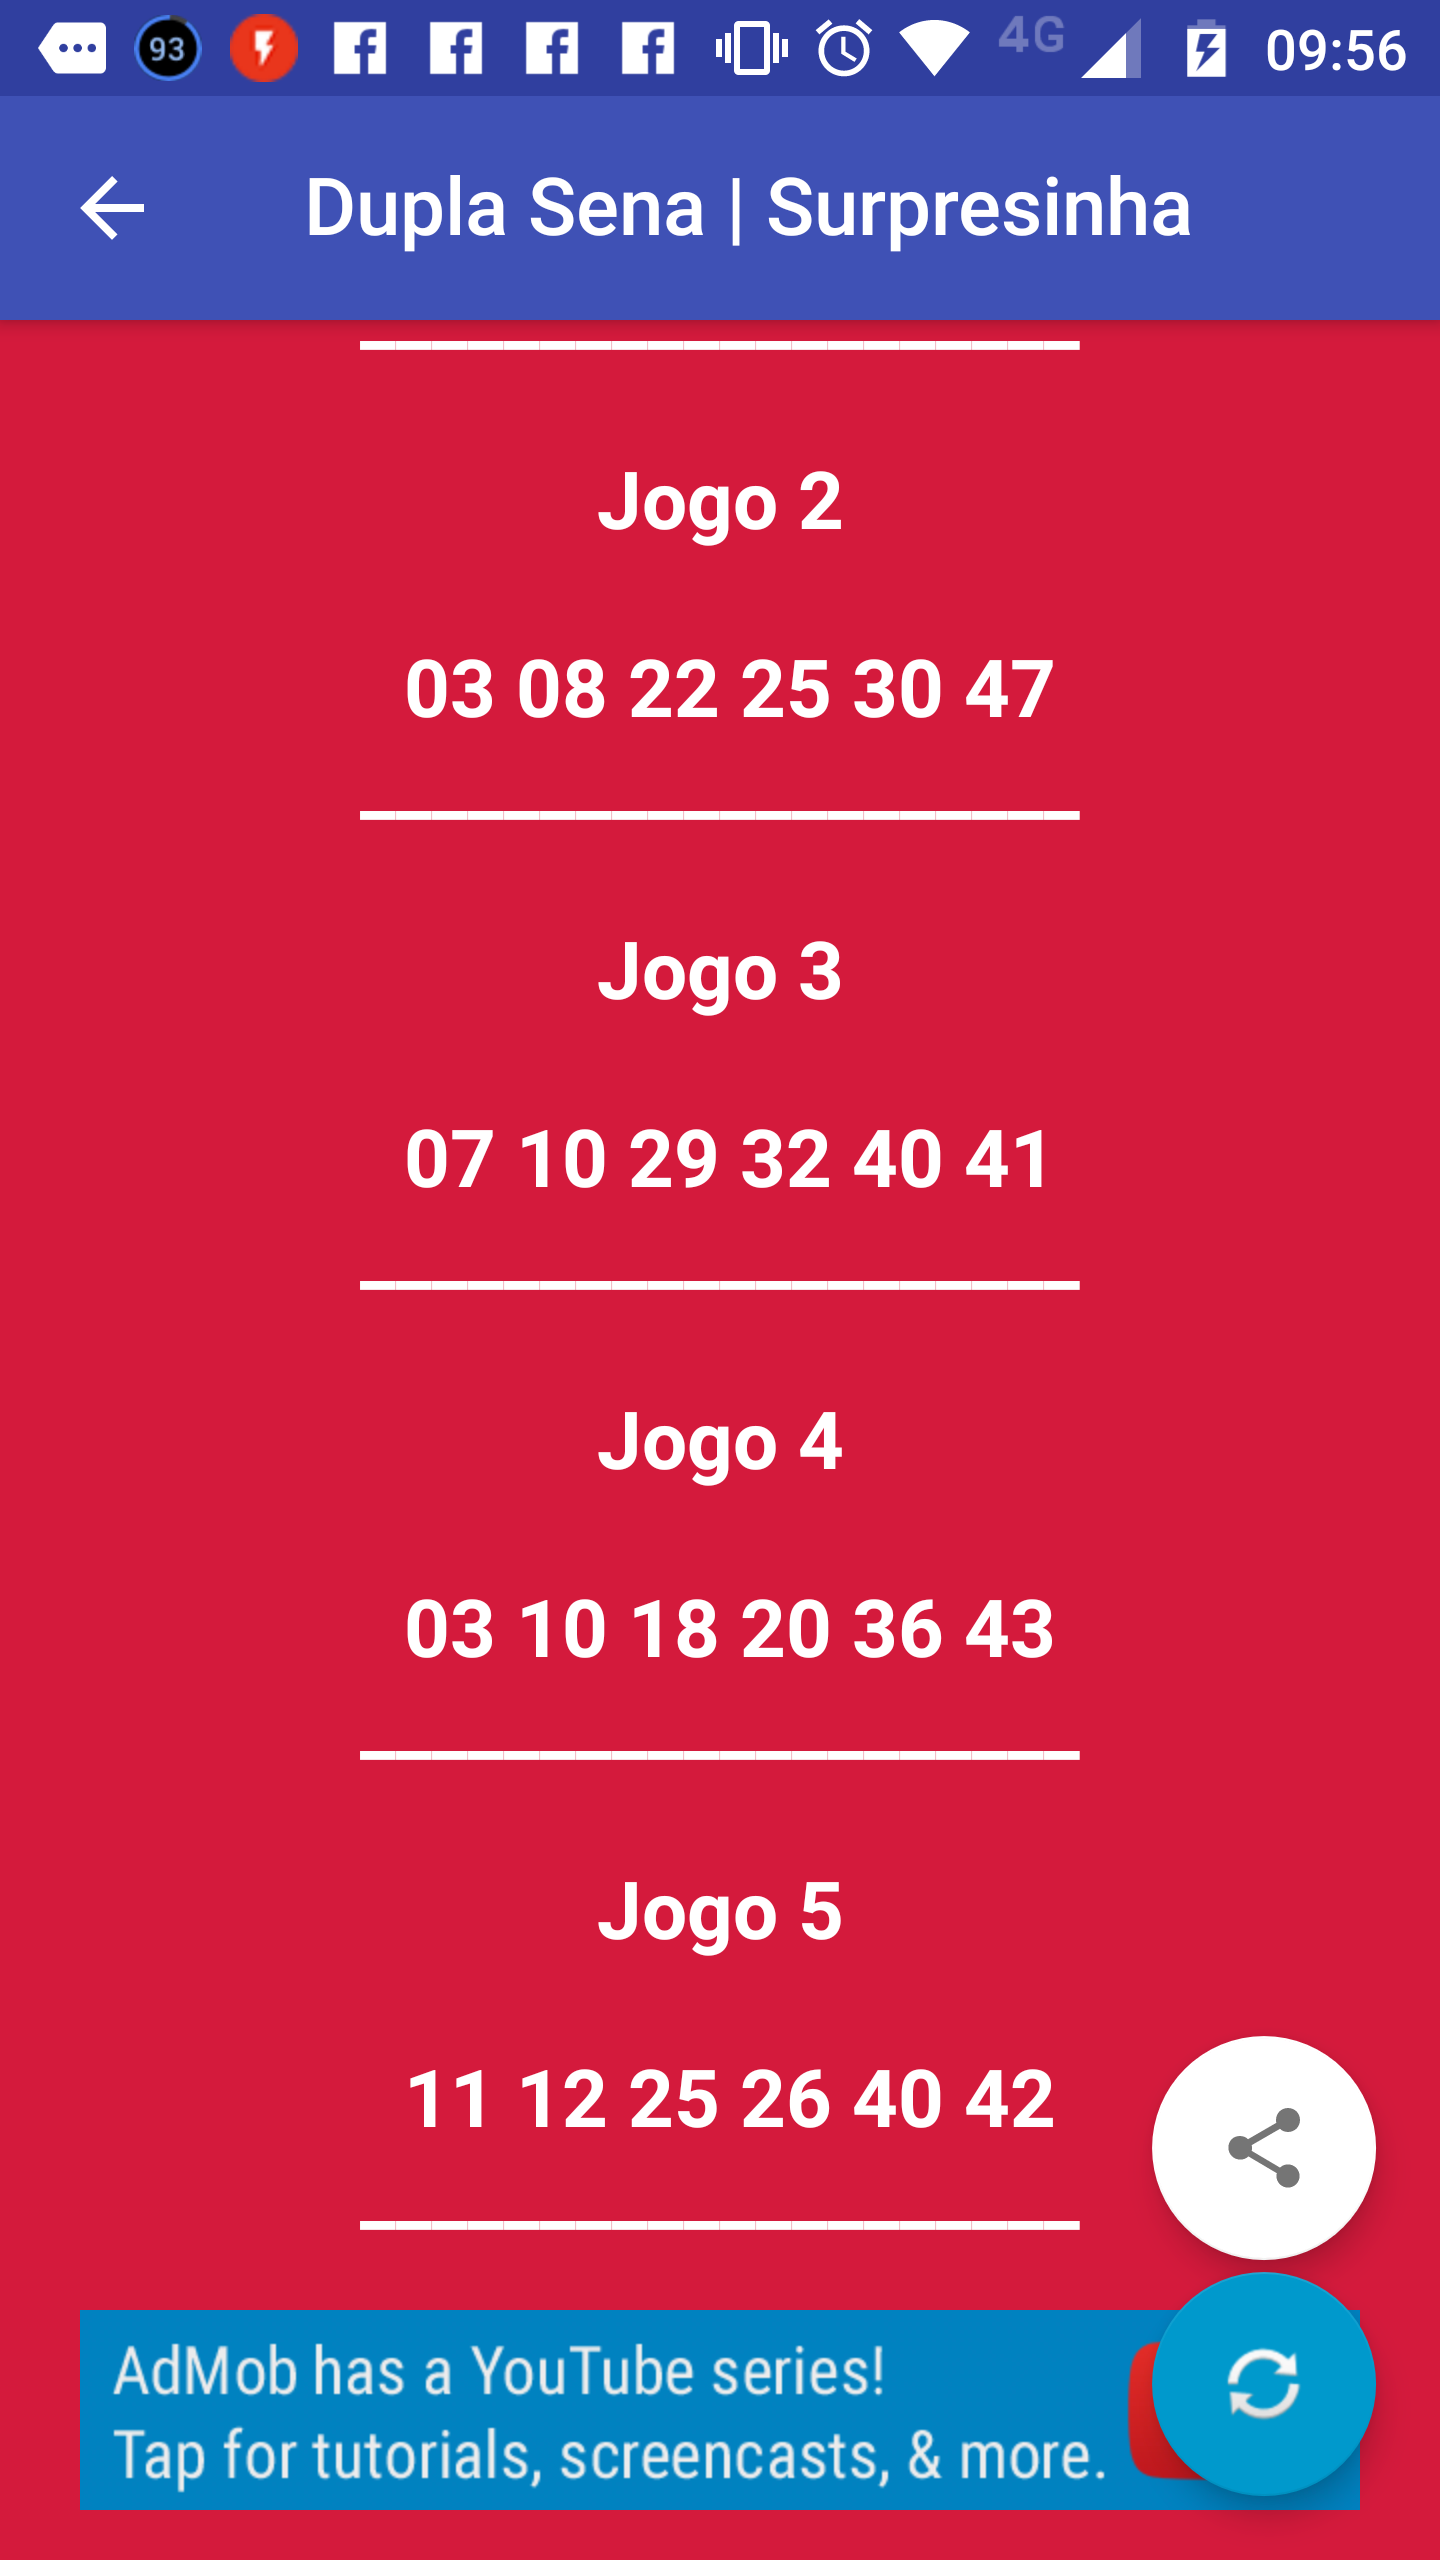 93
4G
09:56
Dupla Sena | Surpresinha
Jogo 2
03 08 22 25 30 47
Jogo 3
07 10 29 32 40 41
Jogo 4
03 10 18 20 36 43
Jogo 5
11 12 25 26 40 42
AdMob has a YouTube series!
Tap for tutorials, screencasts, & more.